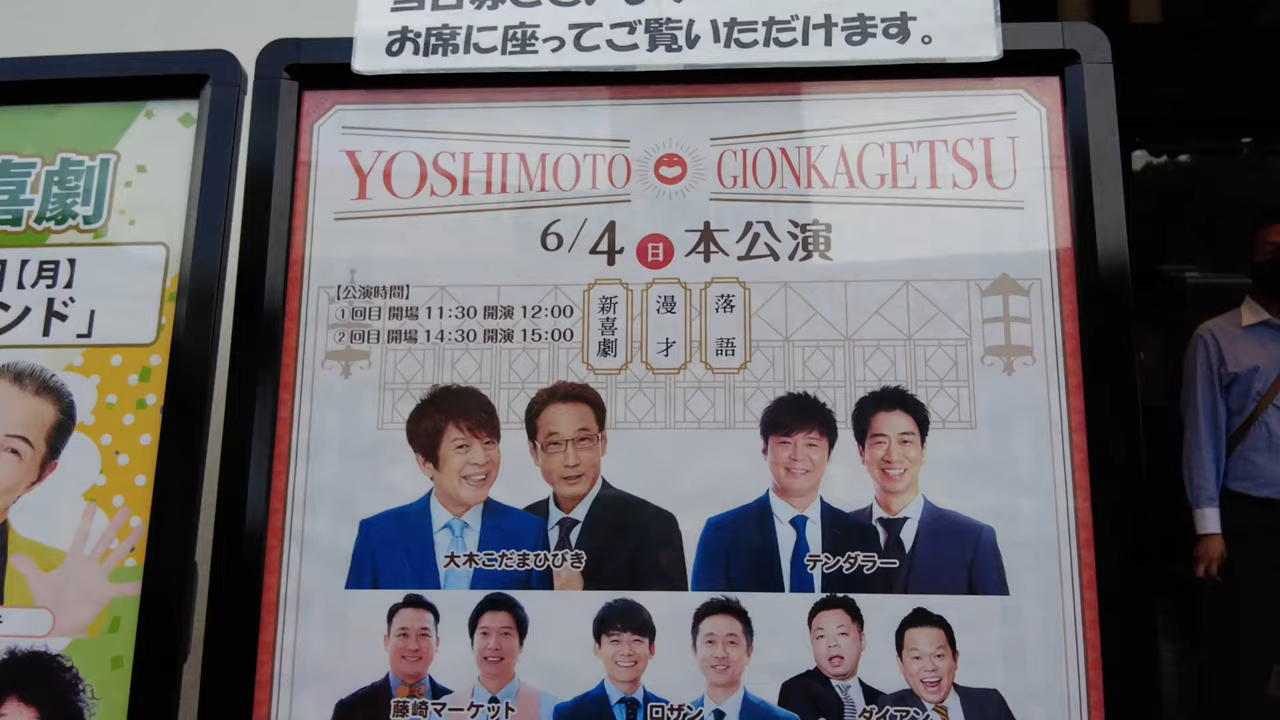 お席に座ってご覧いただけます。
喜劇
【月】
ンド」
YOSHIMOTO GIONKAGETSU
6/4 日 本公演
【公演時間】
①回目 開場 11:30 開演 12:00
②回目 開場 14:30 開演 15:00
新喜劇
漫才
落語
大木こだまひびき
テンダラー
藤崎マーケット
ロザン
ダイアン